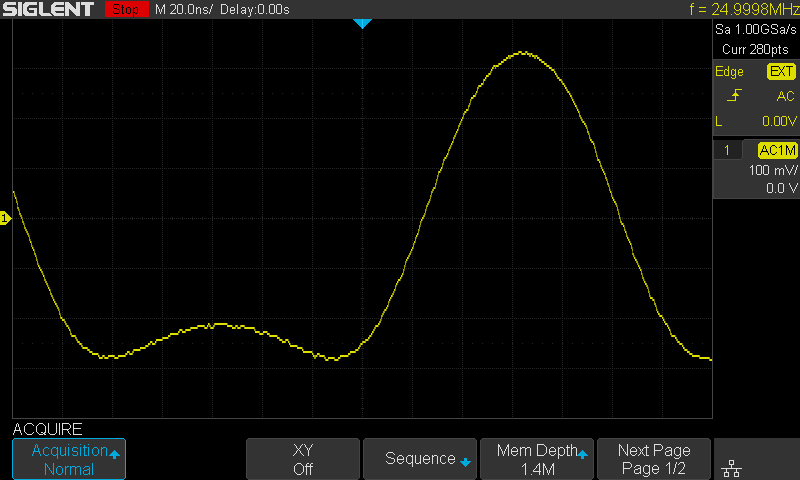 SIGLENT Stop M 20.0ns/ Delay:0.00s f = 24.9998MHz
Sa 1.00GSa/s
Curr 280pts
Edge EXT
AC
L 0.00V
1 AC1M
100 mV/
0.0 V
1
ACQUIRE
Acquisition
Normal
XY
Off
Sequence
Mem Depth
1.4M
Next Page
Page 1/2